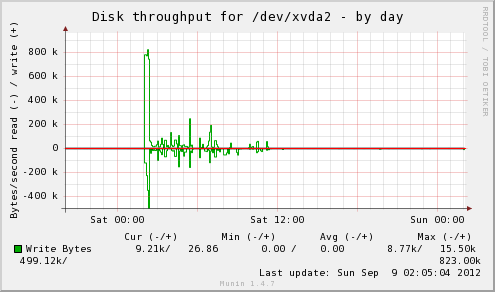 Disk throughput for /dev/xvda2 - by day
RRDTOOL / TOBI OETIKER
Bytes/second read (-) / write (+)
800 k
600 k
400 k
200 k
0
-200 k
-400 k
Sat 00:00 Sat 12:00 Sun 00:00
Cur (-/+) Min (-/+) Avg (-/+) Max (-/+)
Write Bytes 9.21k/ 26.86 0.00 / 0.00 8.77k/ 15.50k
499.12k/ 823.00k
Last update: Sun Sep 9 02:05:04 2012
Munin 1.4.7